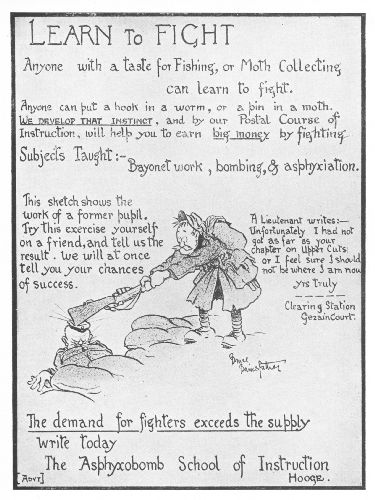 LEARN TO FIGHT
Anyone with a taste for Fishing, or Moth Collecting
can learn to fight.
Anyone can put a hook in a worm, or a pin in a moth.
WE DEVELOP THAT INSTINCT, and by our Postal Course of
Instruction, will help you to earn big money by fighting
Subjects Taught:-
Bayonet work, bombing, & asphyxiation.
This sketch shows the
work of a former pupil.
Try this exercise yourself
on a friend, and tell us the
result. We will at once
tell you your chances
of success.
A Lieutenant writes:-
Unfortunately I had not
got as far as your
chapter on Upper Cuts,
or I feel sure I should
not be where I am now
yrs truly
Clearing Station
Gezaincourt.
Bruce
Bairnsfather
The demand for fighters exceeds the supply
write today
The Asphyxobomb School of Instruction
[ADVT]
HOOGE.